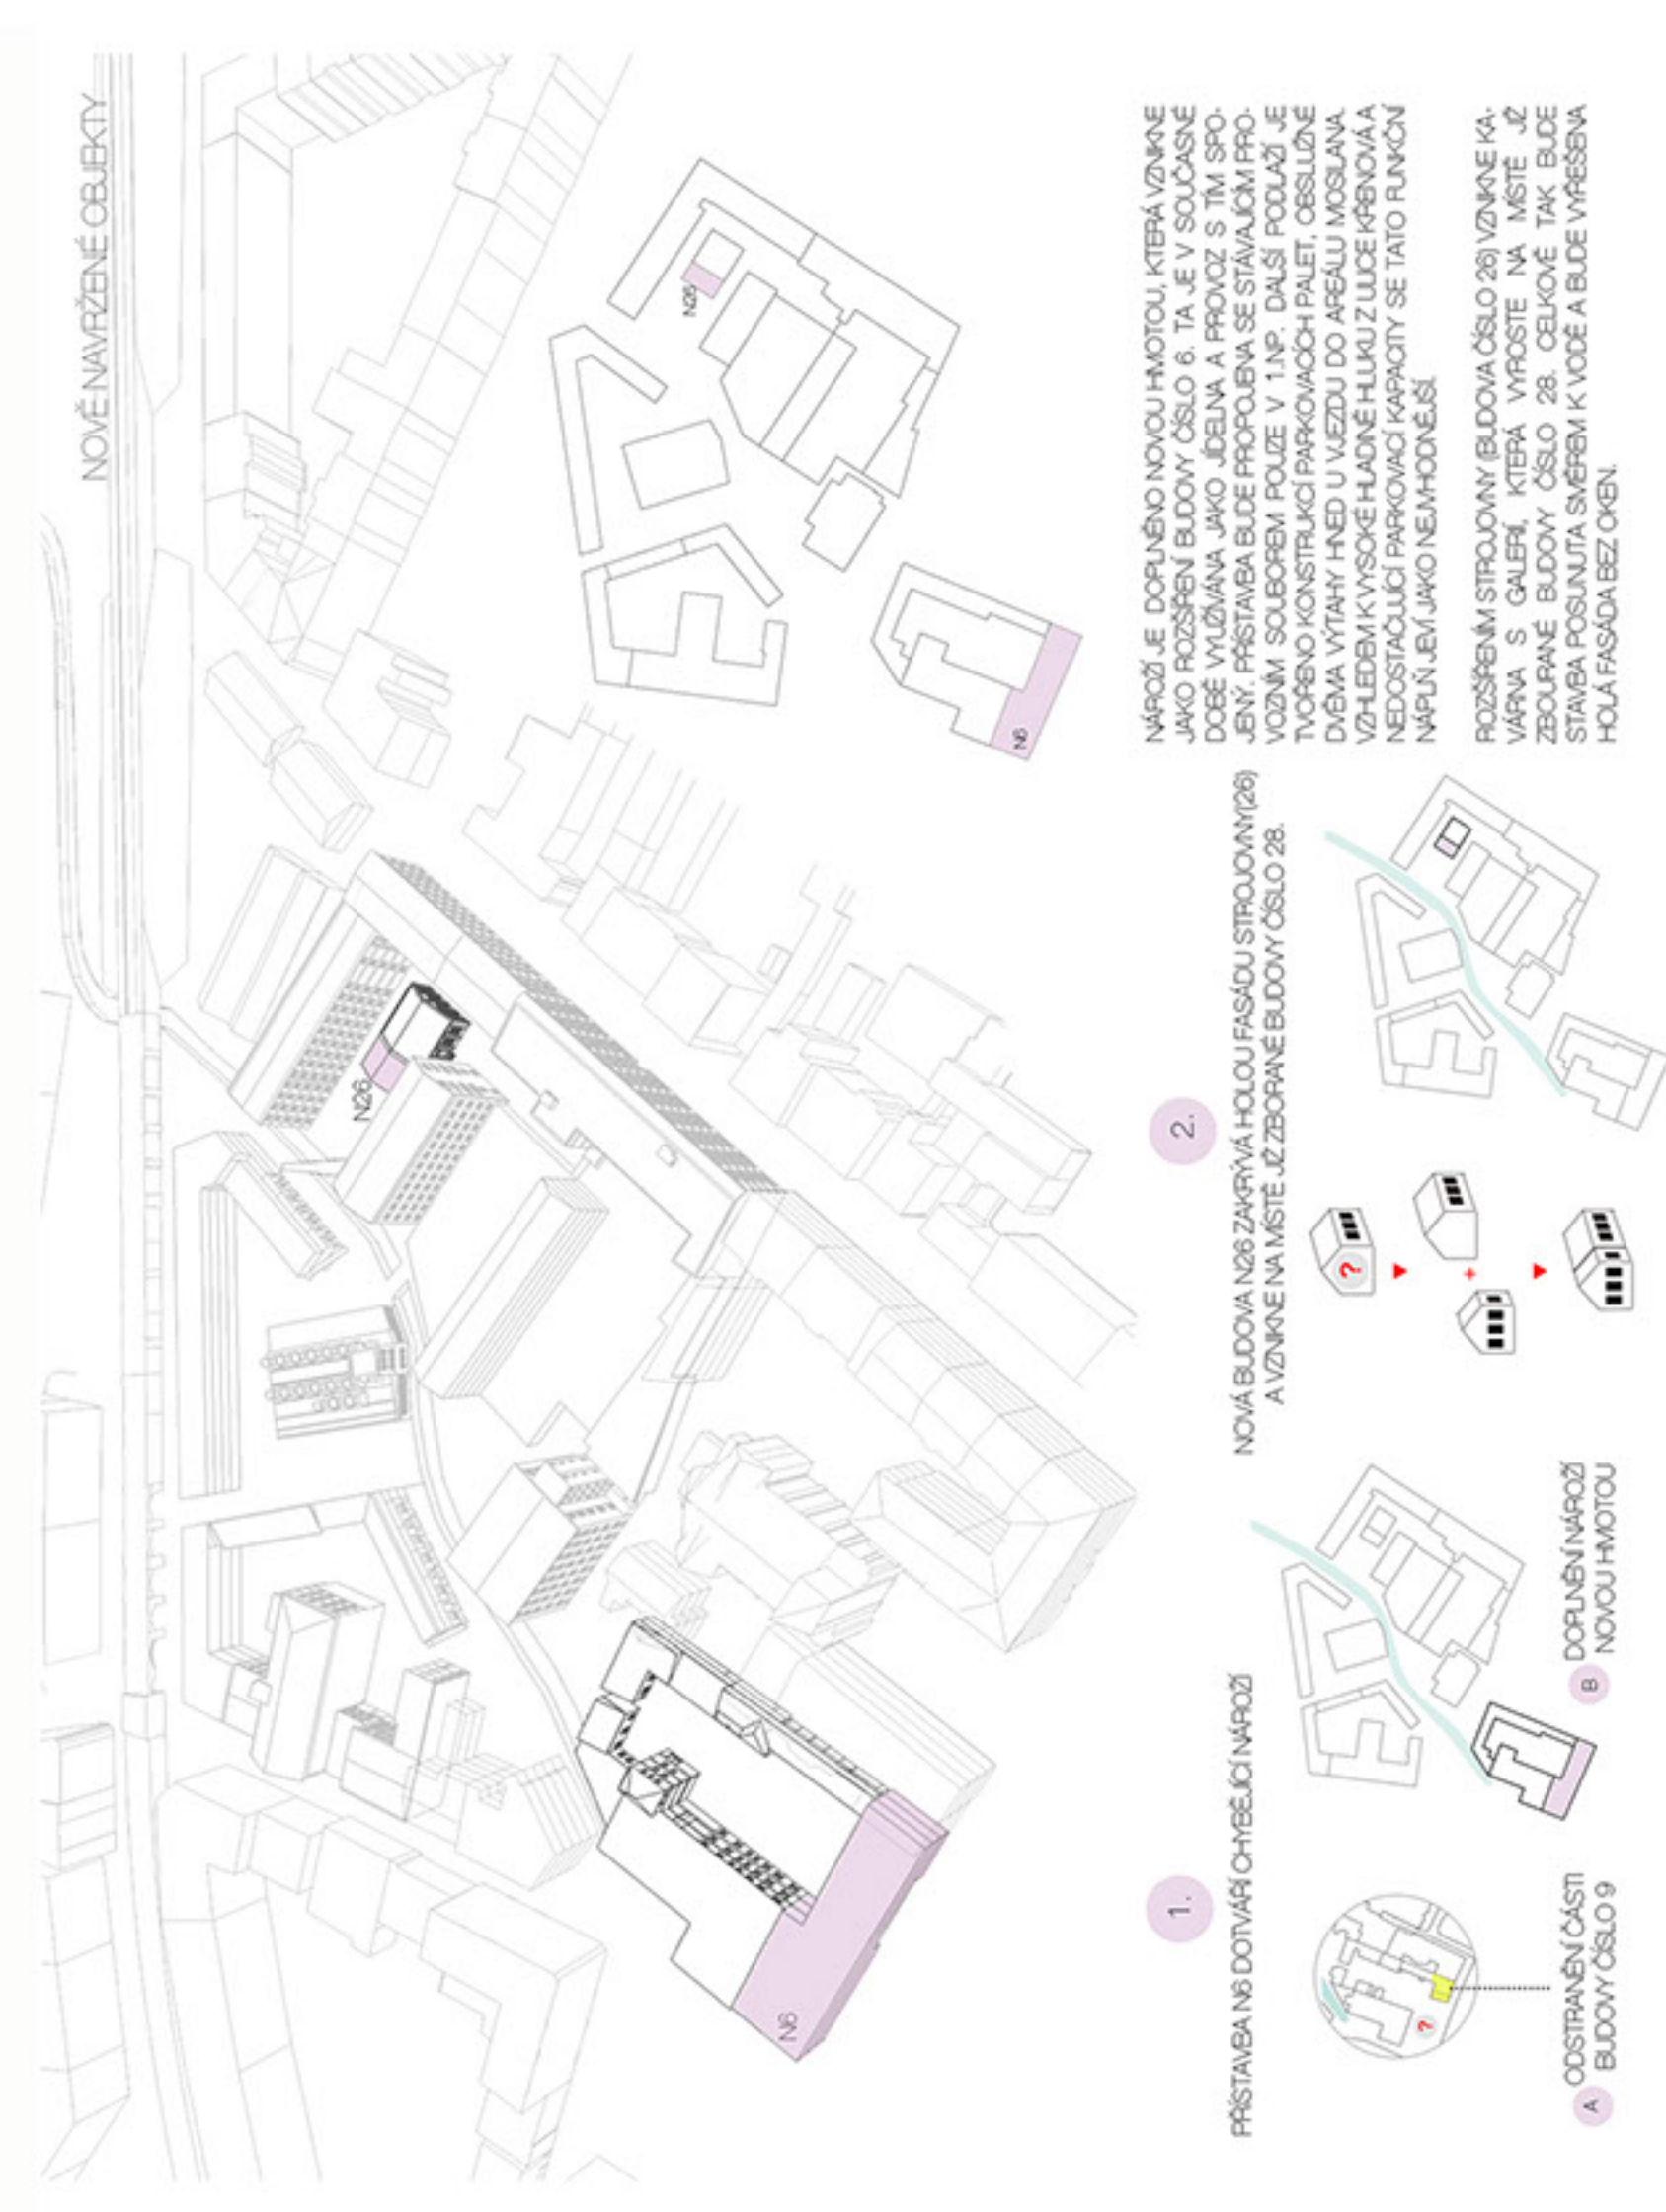 NOVĚ NAVRŽENÉ OBJEKTY
N26
N6
N26
N6
1.
PŘÍSTAVBA N6 DOTVÁŘÍ CHYBĚJÍCÍ NÁROŽÍ
?
A
ODSTRANĚNÍ ČÁSTI
BUDOVY ČÍSLO 9
B
DOPLNĚNÍ NÁROŽÍ
NOVOU HMOTOU
2.
NOVÁ BUDOVA N26 ZAKRÝVÁ HOLOU FASÁDU STROJOVNY(26)
A VZNIKNE NA MÍSTĚ JIŽ ZBORANÉ BUDOVY ČÍSLO 28.
?
+
NÁROŽÍ JE DOPLNĚNO NOVOU HMOTOU, KTERÁ VZNIKNE
JAKO ROZŠÍŘENÍ BUDOVY ČÍSLO 6. TA JE V SOUČASNÉ
DOBĚ VYUŽÍVÁNA JAKO JÍDELNA A PROVOZ S TÍM SPO-
JENÝ. PŘÍSTAVBA BUDE PROPOJENA SE STÁVAJÍCÍM PRO-
VOZNÍM SOUBOREM POUZE V 1.NP. DALŠÍ PODLAŽÍ JE
TVOŘENO KONSTRUKCÍ PARKOVACÍCH PALET, OBSLUŽNÉ
DVĚMA VÝTAHY HNED U VJEZDU DO AREÁLU MOSILANA.
VZHLEDEM K VYSOKÉ HLADINĚ HLUKU Z ULICE KŘENOVÁ A
NEDOSTAČUJÍCÍ PARKOVACÍ KAPACITY SE TATO FUNKČNÍ
NÁPLŇ JEVÍ JAKO NEJVHODNĚJŠÍ.
ROZŠÍŘENÍM STROJOVNY (BUDOVA ČÍSLO 26) VZNIKNE KA-
VÁRNA S GALERÍ, KTERÁ VYROSTE NA MÍSTĚ JIŽ
ZBOURANÉ BUDOVY ČÍSLO 28. CELKOVĚ TAK BUDE
STAVBA POSUNUTA SMĚREM K VODĚ A BUDE VYŘEŠENA
HOLÁ FASÁDA BEZ OKEN.